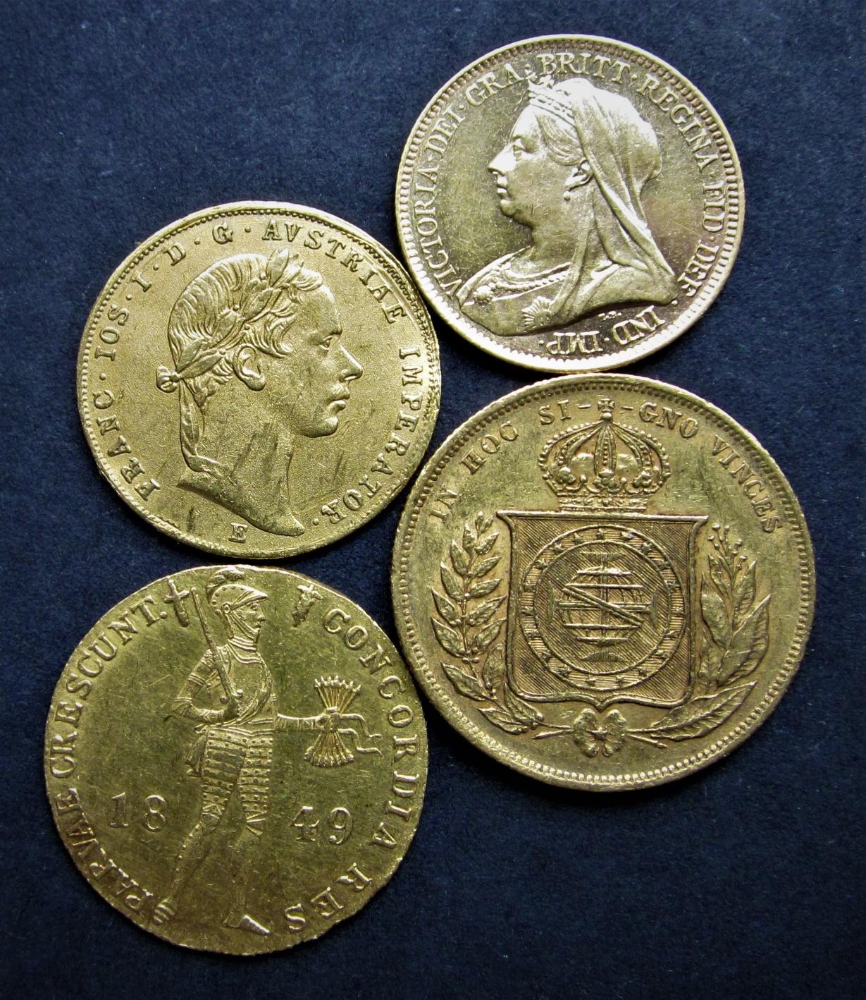 VICTORIA·DEI·GRA·BRITT·REGINA·FID·DEF·IND·IMP·
FRANC·IOS·I·D·G·AVSTRIAE IMPERATOR·
E
IN HOC SI-GNO VINCES
CONCORDIA RES PARVAE CRESCUNT.
18 49